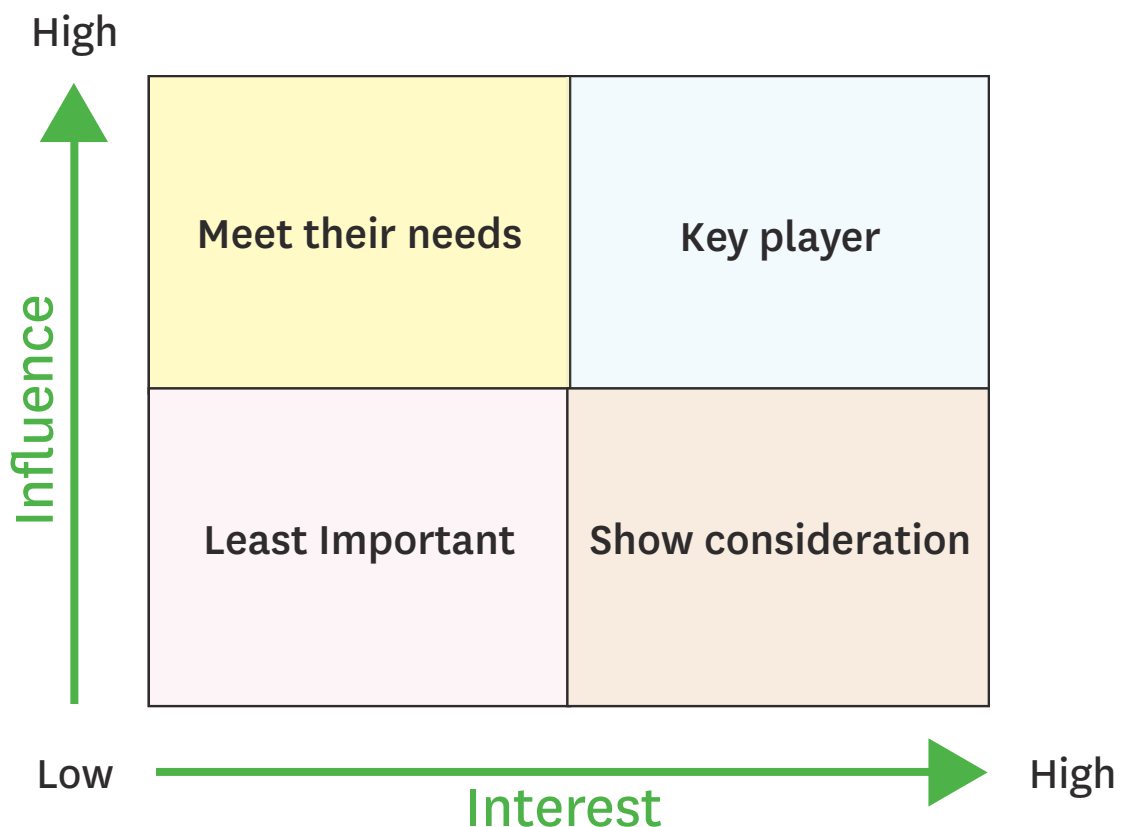 High
Meet their needs
Key player
Influence
Least Important
Show consideration
Low
High
Interest